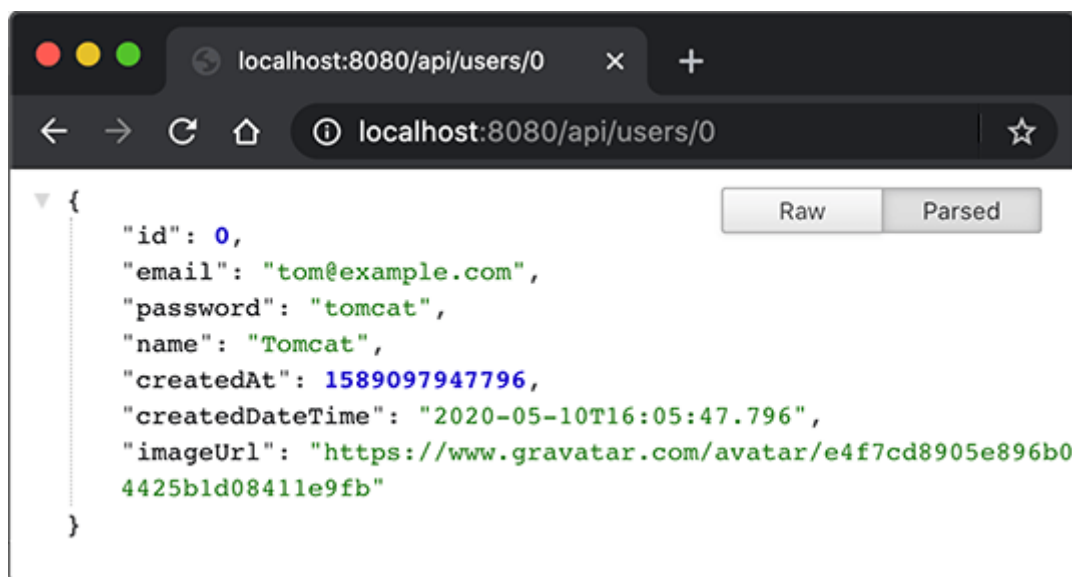 localhost:8080/api/users/0
localhost:8080/api/users/0
Raw Parsed
{
"id": 0,
"email": "tom@example.com",
"password": "tomcat",
"name": "Tomcat",
"createdAt": 1589097947796,
"createdDateTime": "2020-05-10T16:05:47.796",
"imageUrl": "https://www.gravatar.com/avatar/e4f7cd8905e896b0
4425b1d08411e9fb"
}